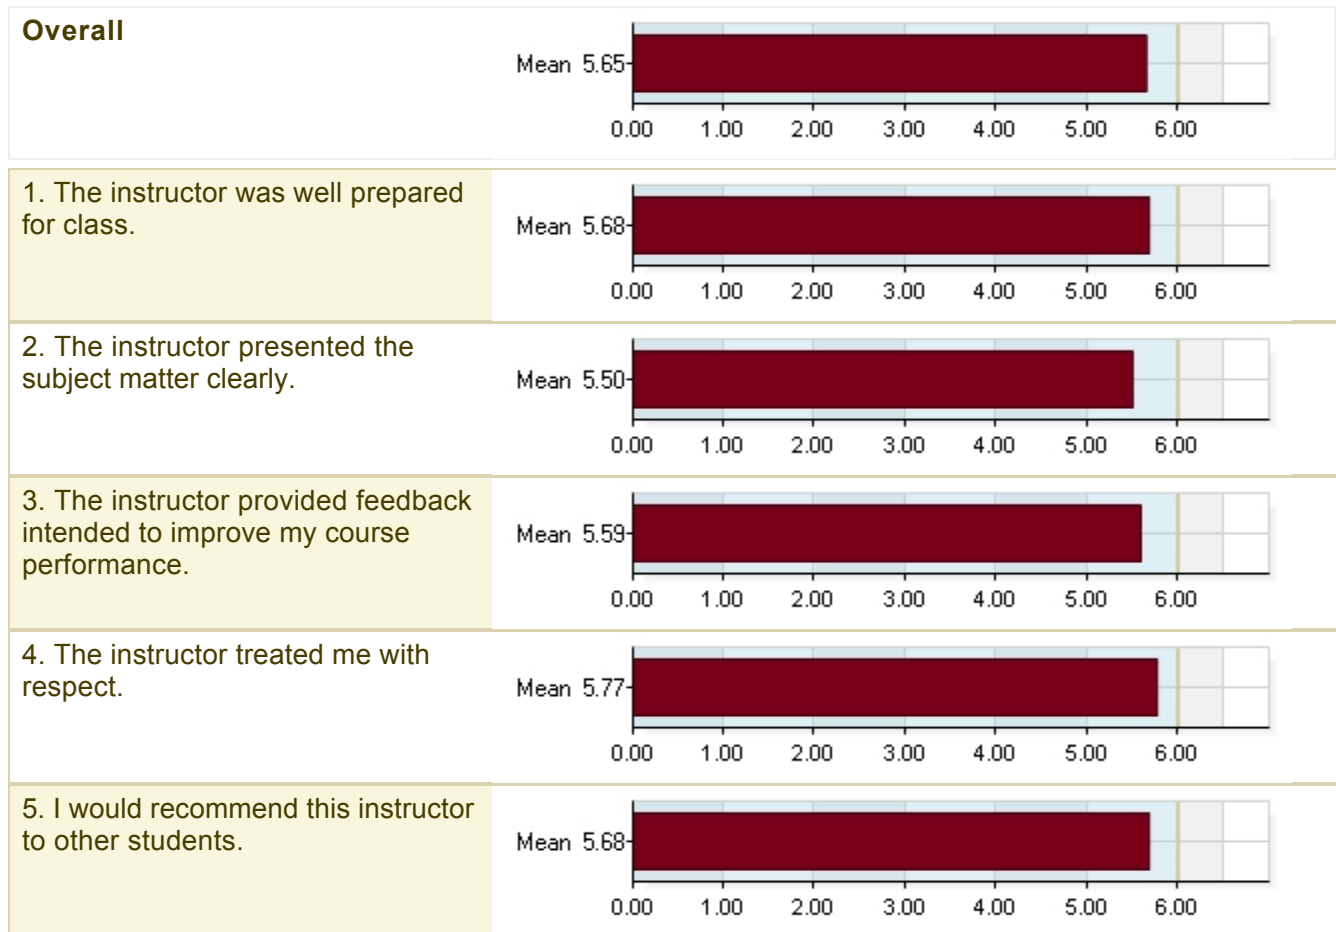 Overall
Mean 5.65
0.00 1.00 2.00 3.00 4.00 5.00 6.00
1. The instructor was well prepared
for class.
Mean 5.68
0.00 1.00 2.00 3.00 4.00 5.00 6.00
2. The instructor presented the
subject matter clearly.
Mean 5.50
0.00 1.00 2.00 3.00 4.00 5.00 6.00
3. The instructor provided feedback
intended to improve my course
performance.
Mean 5.59
0.00 1.00 2.00 3.00 4.00 5.00 6.00
4. The instructor treated me with
respect.
Mean 5.77
0.00 1.00 2.00 3.00 4.00 5.00 6.00
5. I would recommend this instructor
to other students.
Mean 5.68
0.00 1.00 2.00 3.00 4.00 5.00 6.00